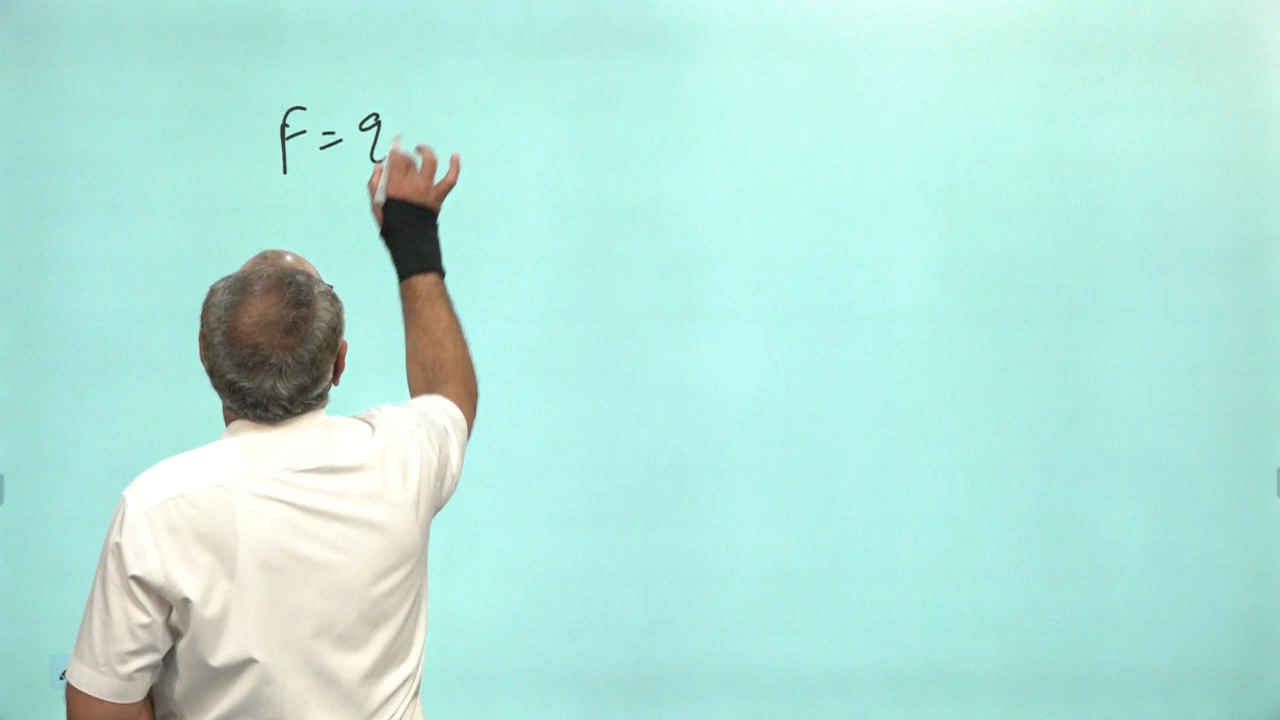 F = q